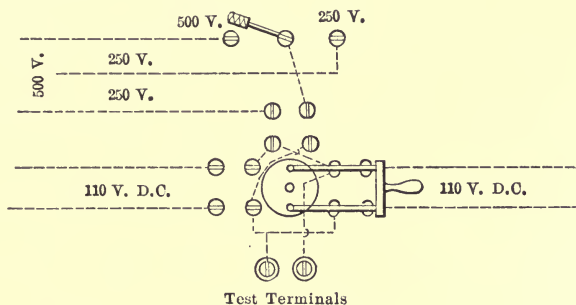 500 V.
250 V.
500 V.
250 V.
250 V.
110 V. D.C.
110 V. D.C.
Test Terminals